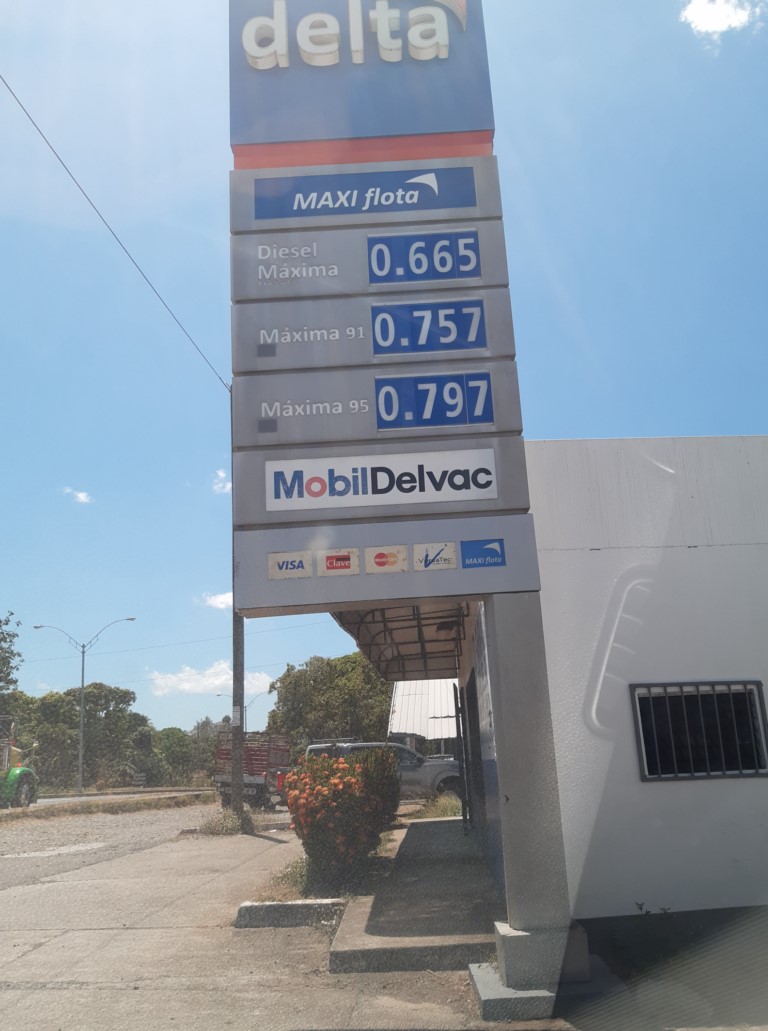 delta
MAXI flota
Diesel
Máxima
0.665
Máxima 91
0.757
Máxima 95
0.797
MobilDelvac
VISA
Clave
MasterCard
MAXI flota